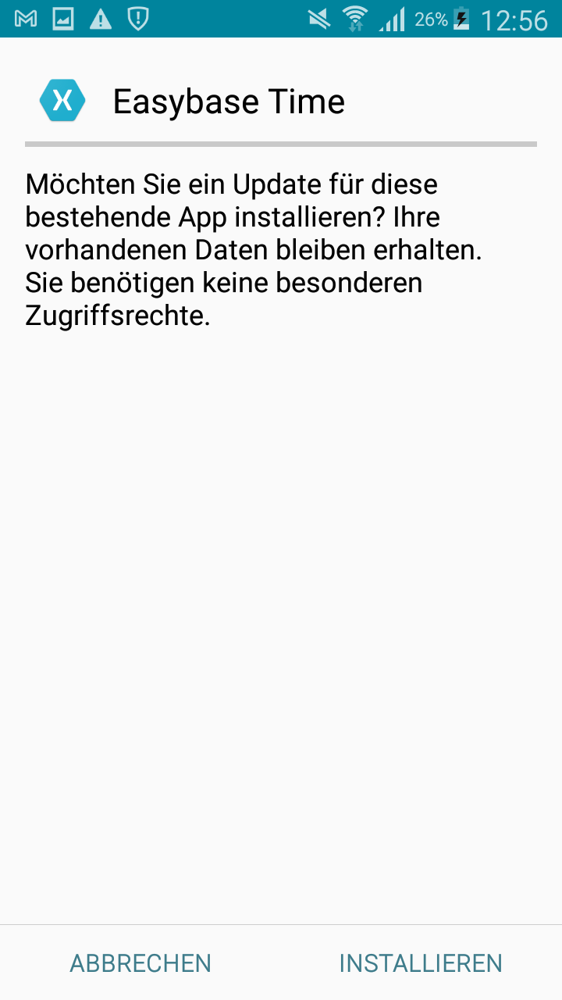 26% 12:56
X Easybase Time
Möchten Sie ein Update für diese
bestehende App installieren? Ihre
vorhandenen Daten bleiben erhalten.
Sie benötigen keine besonderen
Zugriffsrechte.
ABBRECHEN INSTALLIEREN